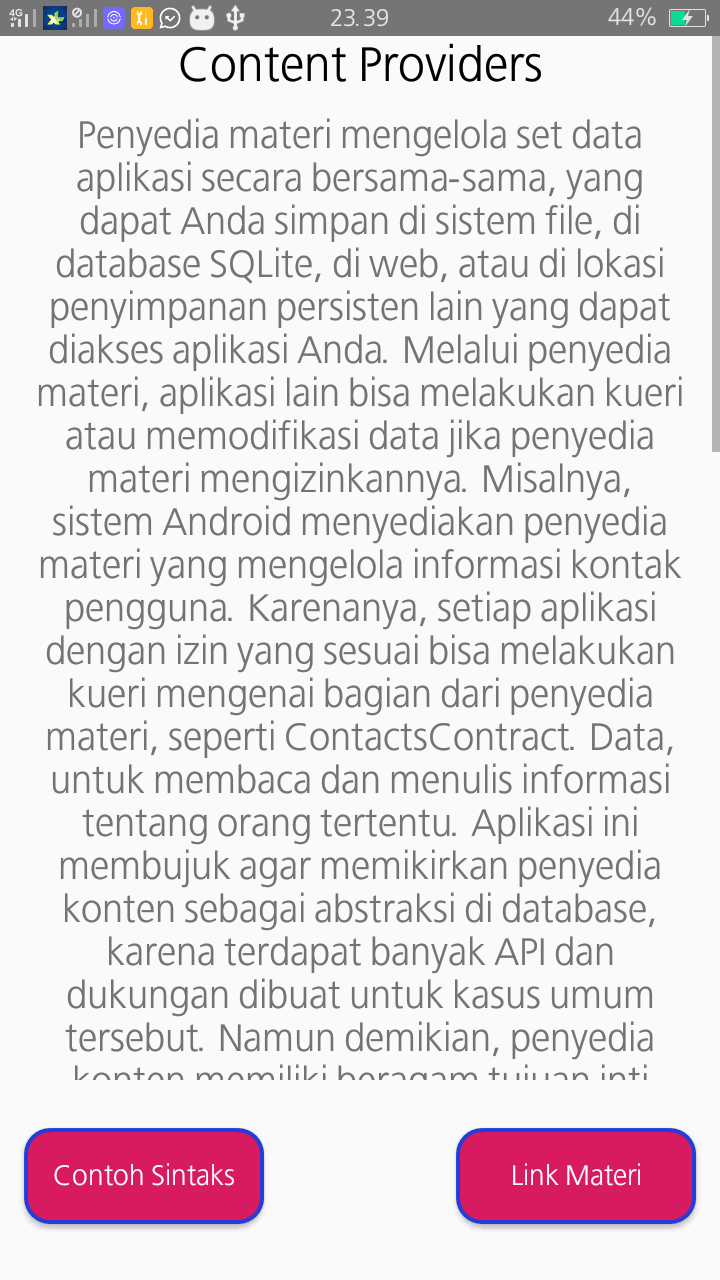 4G
23.39
44%
Content Providers
Penyedia materi mengelola set data
aplikasi secara bersama-sama, yang
dapat Anda simpan di sistem file, di
database SQLite, di web, atau di lokasi
penyimpanan persisten lain yang dapat
diakses aplikasi Anda. Melalui penyedia
materi, aplikasi lain bisa melakukan kueri
atau memodifikasi data jika penyedia
materi mengizinkannya. Misalnya,
sistem Android menyediakan penyedia
materi yang mengelola informasi kontak
pengguna. Karenanya, setiap aplikasi
dengan izin yang sesuai bisa melakukan
kueri mengenai bagian dari penyedia
materi, seperti ContactsContract. Data,
untuk membaca dan menulis informasi
tentang orang tertentu. Aplikasi ini
membujuk agar memikirkan penyedia
konten sebagai abstraksi di database,
karena terdapat banyak API dan
dukungan dibuat untuk kasus umum
tersebut. Namun demikian, penyedia
konten memiliki beragam tujuan inti
Contoh Sintaks
Link Materi